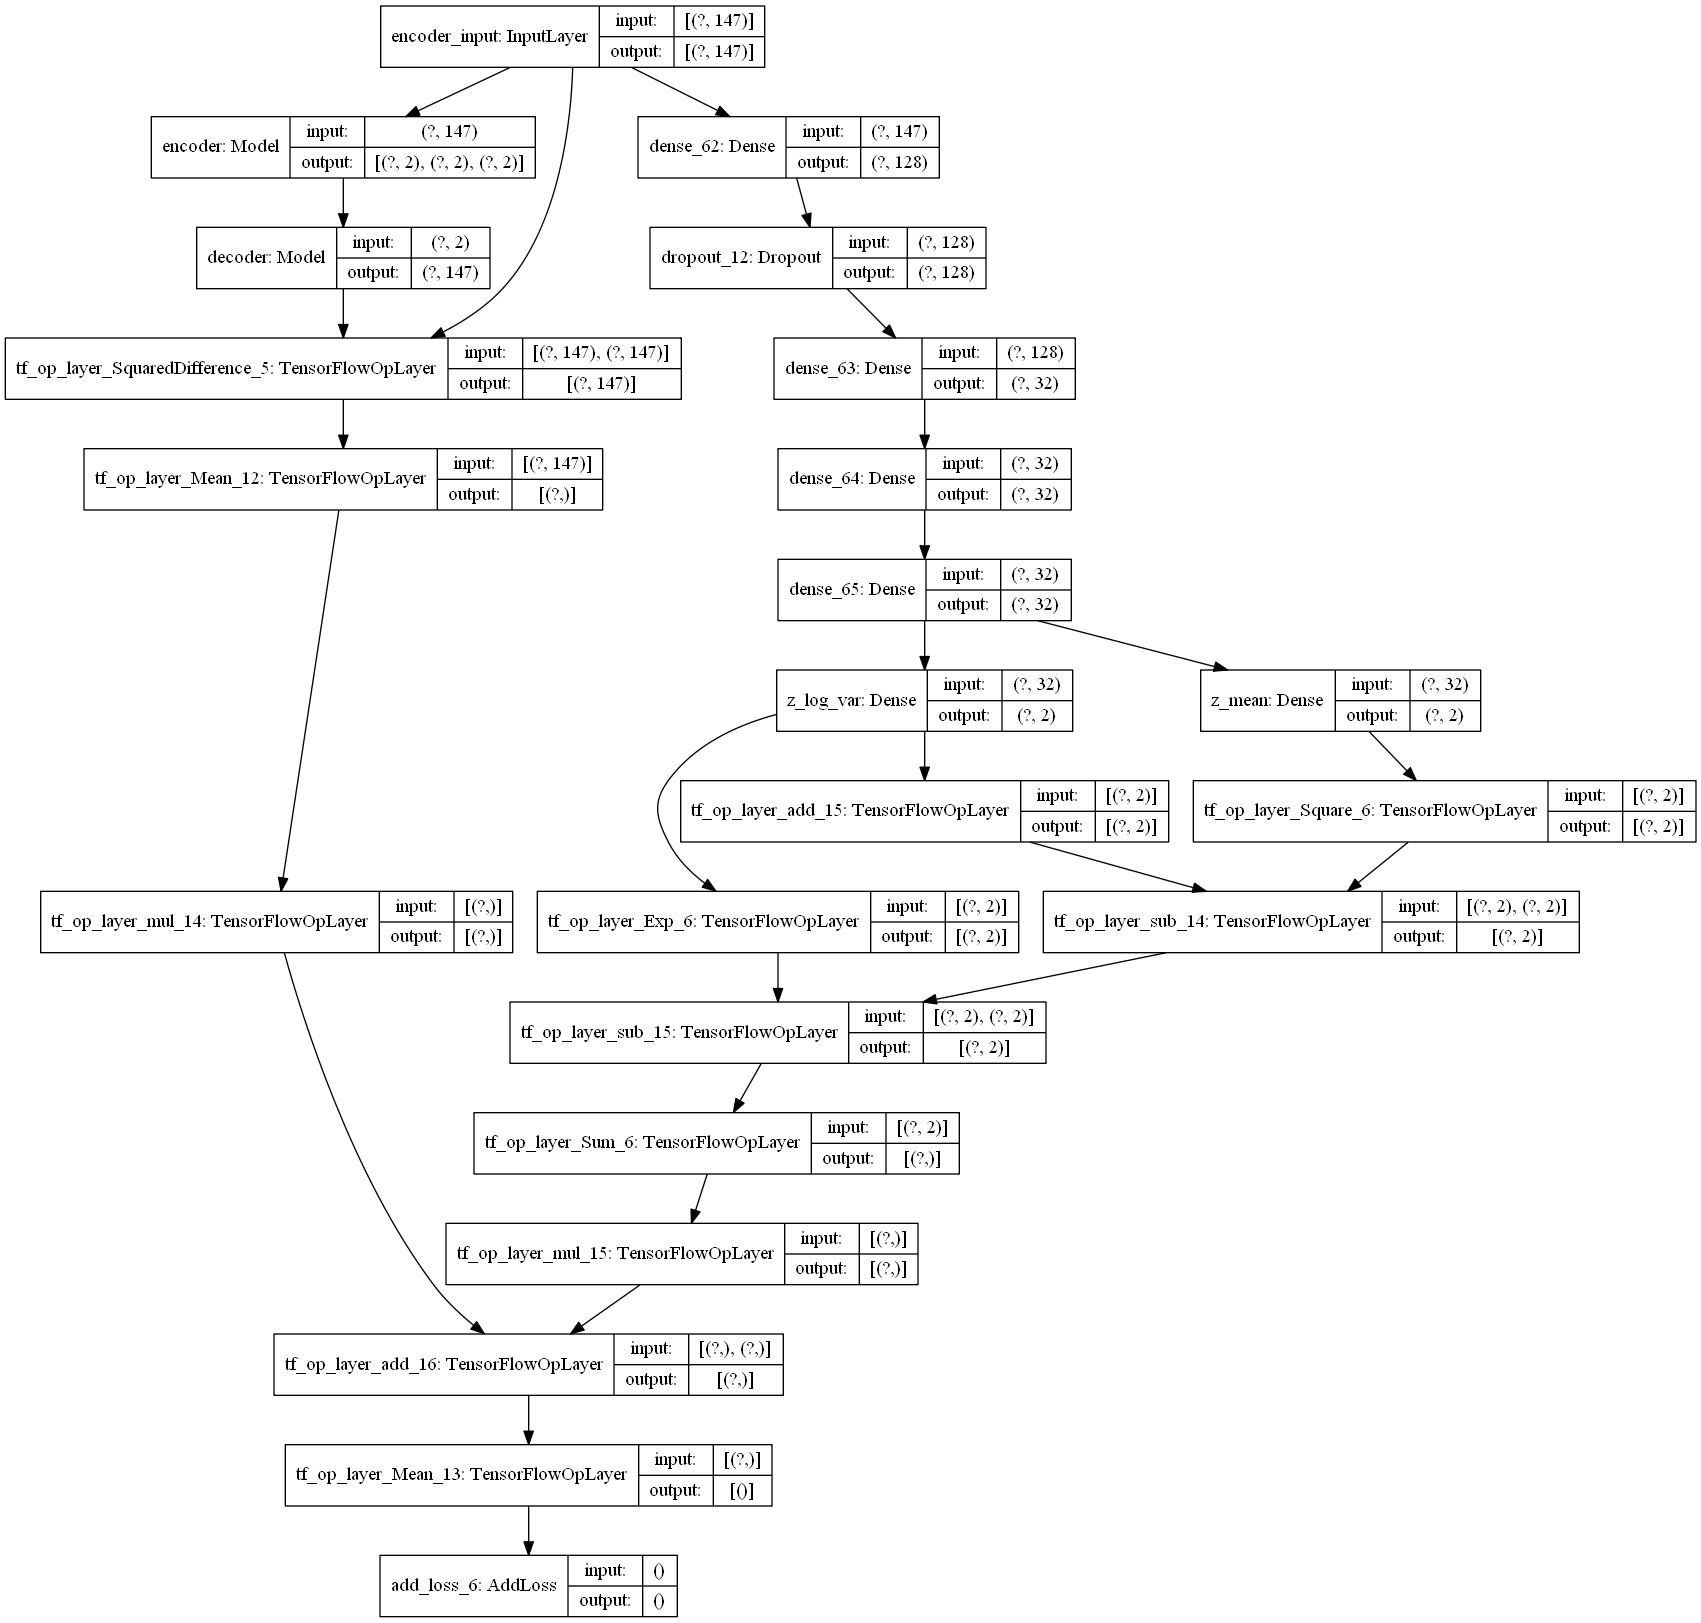 encoder_input: InputLayer
input: [(?, 147)]
output: [(?, 147)]
encoder: Model
input: (?, 147)
output: [(?, 2), (?, 2), (?, 2)]
dense_62: Dense
input: (?, 147)
output: (?, 128)
decoder: Model
input: (?, 2)
output: (?, 147)
dropout_12: Dropout
input: (?, 128)
output: (?, 128)
tf_op_layer_SquaredDifference_5: TensorFlowOpLayer
input: [(?, 147), (?, 147)]
output: [(?, 147)]
dense_63: Dense
input: (?, 128)
output: (?, 32)
tf_op_layer_Mean_12: TensorFlowOpLayer
input: [(?, 147)]
output: [(?,)]
dense_64: Dense
input: (?, 32)
output: (?, 32)
dense_65: Dense
input: (?, 32)
output: (?, 32)
z_log_var: Dense
input: (?, 32)
output: (?, 2)
z_mean: Dense
input: (?, 32)
output: (?, 2)
tf_op_layer_add_15: TensorFlowOpLayer
input: [(?, 2)]
output: [(?, 2)]
tf_op_layer_Square_6: TensorFlowOpLayer
input: [(?, 2)]
output: [(?, 2)]
tf_op_layer_mul_14: TensorFlowOpLayer
input: [(?,)]
output: [(?,)]
tf_op_layer_Exp_6: TensorFlowOpLayer
input: [(?, 2)]
output: [(?, 2)]
tf_op_layer_sub_14: TensorFlowOpLayer
input: [(?, 2), (?, 2)]
output: [(?, 2)]
tf_op_layer_sub_15: TensorFlowOpLayer
input: [(?, 2), (?, 2)]
output: [(?, 2)]
tf_op_layer_Sum_6: TensorFlowOpLayer
input: [(?, 2)]
output: [(?,)]
tf_op_layer_mul_15: TensorFlowOpLayer
input: [(?,)]
output: [(?,)]
tf_op_layer_add_16: TensorFlowOpLayer
input: [(?,), (?,)]
output: [(?,)]
tf_op_layer_Mean_13: TensorFlowOpLayer
input: [(?,)]
output: [()]
add_loss_6: AddLoss
input: ()
output: ()